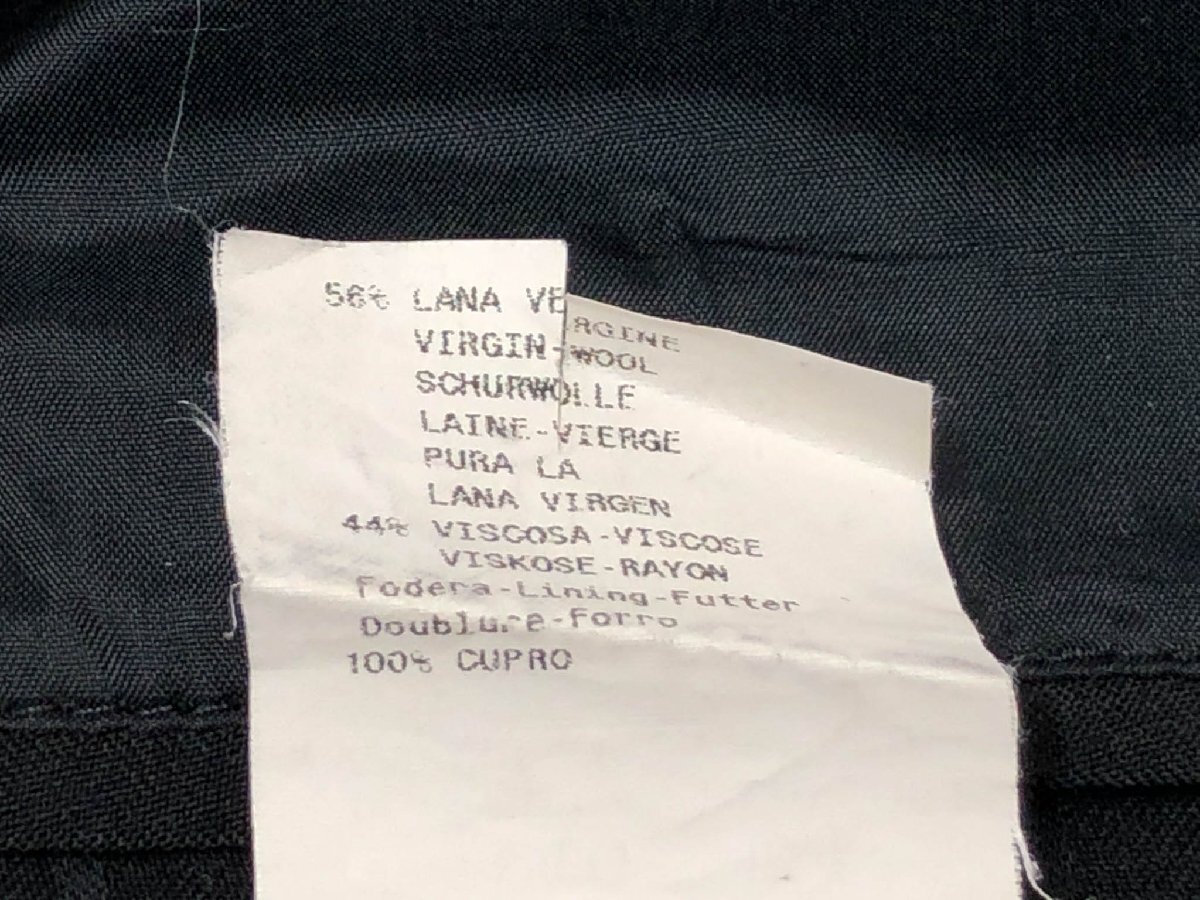 56% LANA VERGINE
VIRGIN-WOOL
SCHURWOLLE
LAINE-VIERGE
PURA LA
LANA VIRGEN
44% VISCOSA-VISCOSE
VISKOSE-RAYON
Fodera-Lining-Futter
Doublure-Forro
100% CUPRO